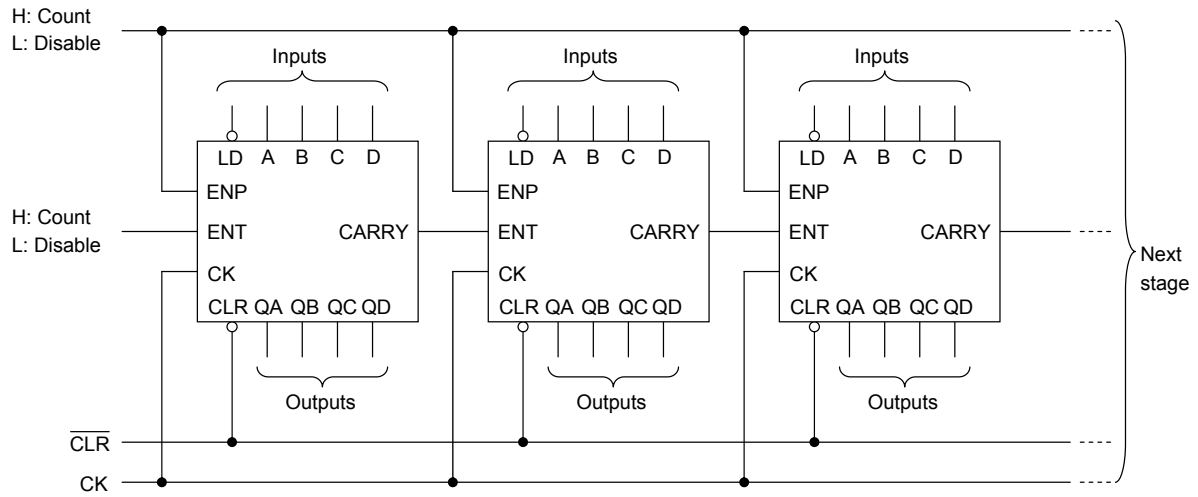 H: Count
L: Disable
Inputs
Inputs
Inputs
LD A B C D
LD A B C D
LD A B C D
ENP
ENP
ENP
H: Count
L: Disable
ENT CARRY
ENT CARRY
ENT CARRY
Next
stage
CK
CK
CK
CLR QA QB QC QD
CLR QA QB QC QD
CLR QA QB QC QD
Outputs
Outputs
Outputs
CLR
CK